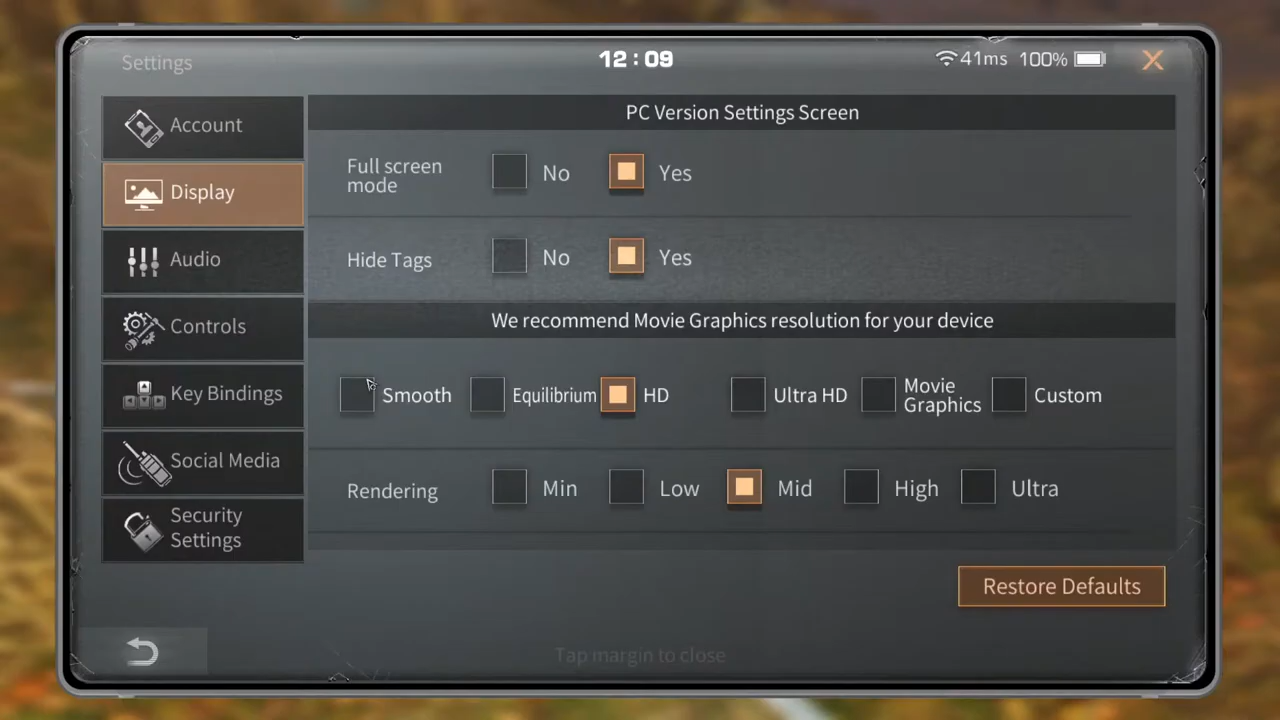 Settings
12:09
41ms 100%
Account
Display
Audio
Controls
Key Bindings
Social Media
Security
Settings
PC Version Settings Screen
Full screen
mode
No
Yes
Hide Tags
No
Yes
We recommend Movie Graphics resolution for your device
Smooth
Equilibrium
HD
Ultra HD
Movie
Graphics
Custom
Rendering
Min
Low
Mid
High
Ultra
Restore Defaults
Tap margin to close